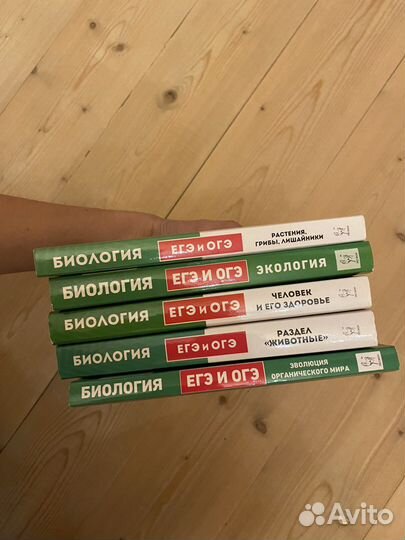 БИОЛОГИЯ ЕГЭ И ОГЭ РАСТЕНИЯ,
ГРИБЫ, ЛИШАЙНИКИ
БИОЛОГИЯ ЕГЭ И ОГЭ ЭКОЛОГИЯ
БИОЛОГИЯ ЕГЭ И ОГЭ ЧЕЛОВЕК
И ЕГО ЗДОРОВЬЕ
БИОЛОГИЯ ЕГЭ И ОГЭ РАЗДЕЛ
«ЖИВОТНЫЕ»
БИОЛОГИЯ ЕГЭ И ОГЭ ЭВОЛЮЦИЯ
ОРГАНИЧЕСКОГО МИРА
Avito